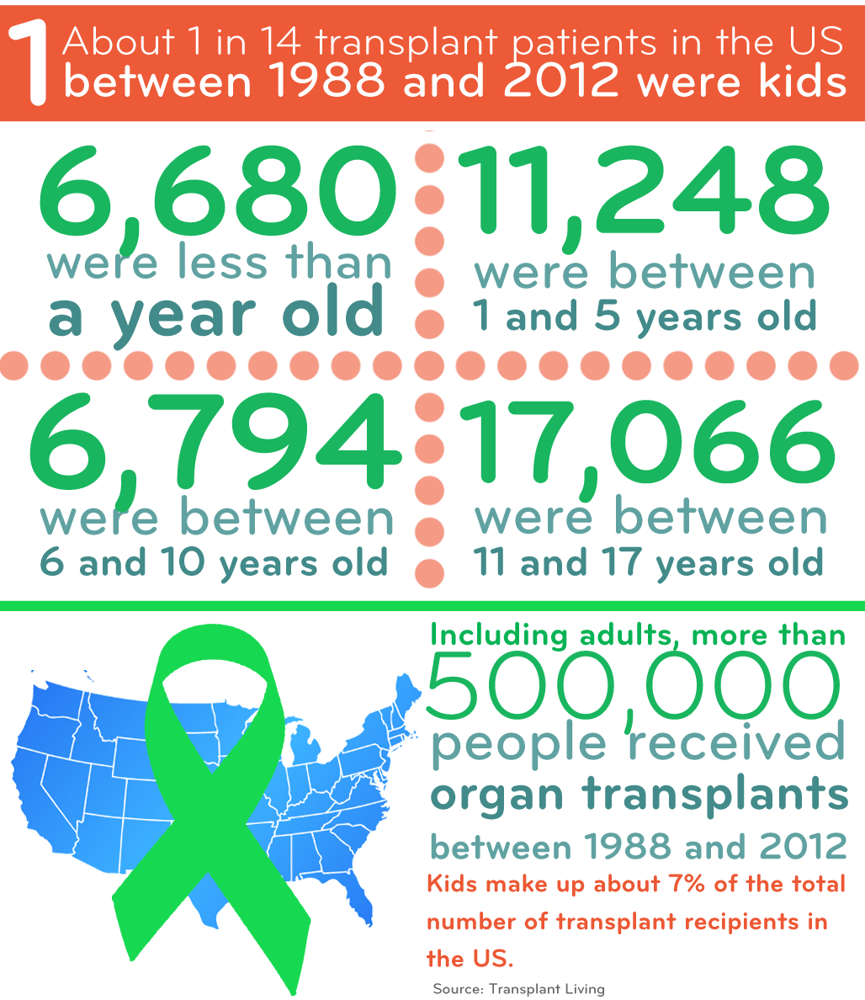 1
About 1 in 14 transplant patients in the US
between 1988 and 2012 were kids
6,680
were less than
a year old
11,248
were between
1 and 5 years old
6,794
were between
6 and 10 years old
17,066
were between
11 and 17 years old
Including adults, more than
500,000
people received
organ transplants
between 1988 and 2012
Kids make up about 7% of the total
number of transplant recipients in
the US.
Source: Transplant Living